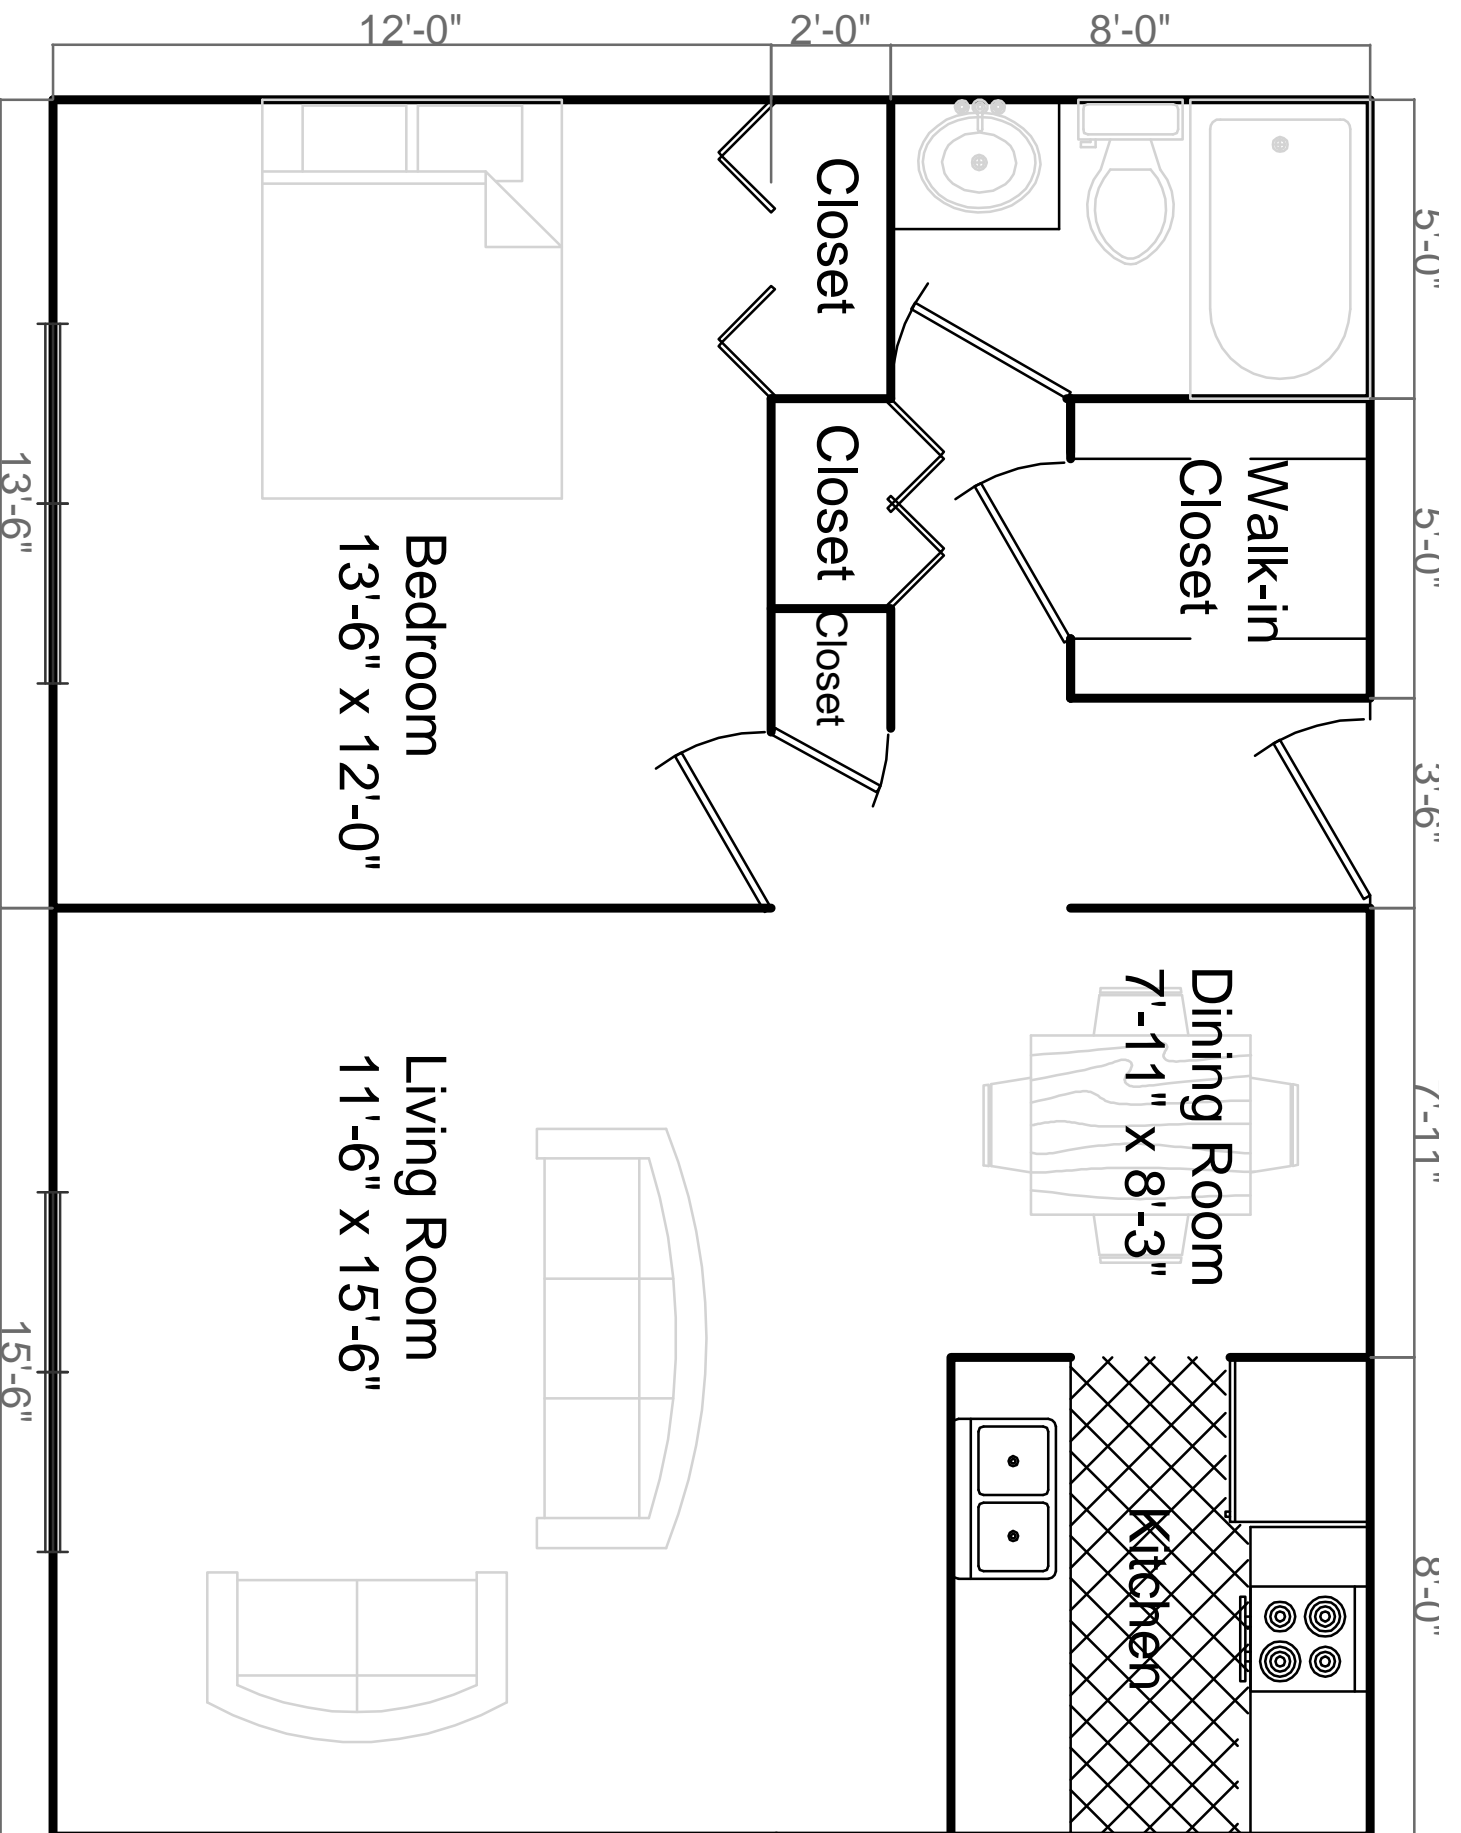 12'-0"
2'-0"
8'-0"
5'-0"
5'-0"
3'-6"
7'-11"
8'-0"
13'-6"
15'-6"
Closet
Closet
Closet
Walk-in
Closet
Bedroom
13'-6" x 12'-0"
Dining Room
7'-11" x 8'-3"
Living Room
11'-6" x 15'-6"
Kitchen